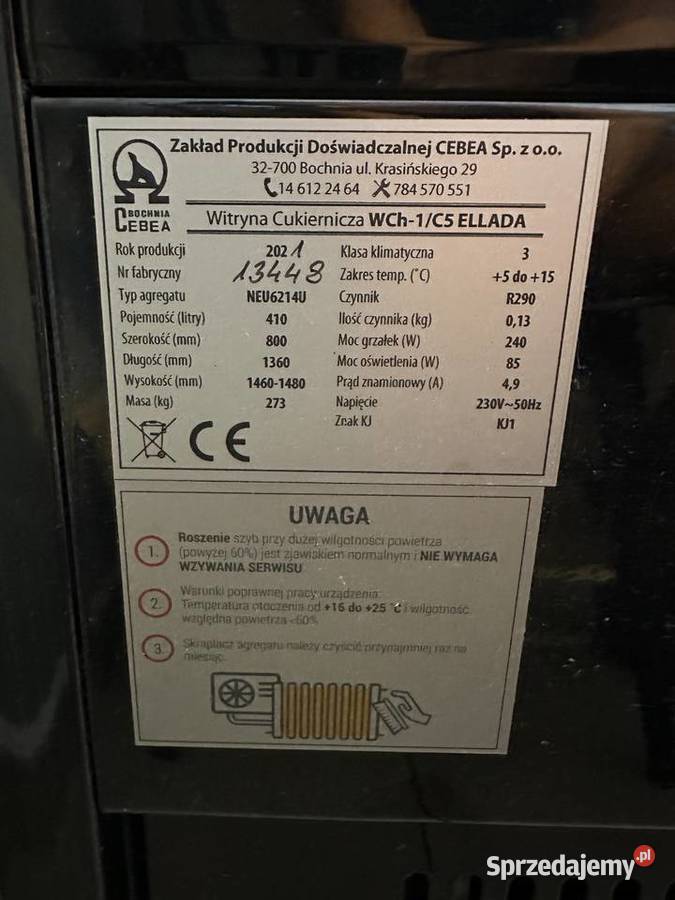 Zakład Produkcji Doświadczalnej CEBEA Sp. z o.o.
32-700 Bochnia ul. Krasińskiego 29
14 612 24 64 784 570 551
BOCHNIA
CEBEA
Witryna Cukiernicza WCh-1/C5 ELLADA
Rok produkcji 2021 Klasa klimatyczna 3
Nr fabryczny 13448 Zakres temp. (°C) +5 do +15
Typ agregatu NEU6214U Czynnik R290
Pojemność (litry) 410 Ilość czynnika (kg) 0,13
Szerokość (mm) 800 Moc grzałek (W) 240
Długość (mm) 1360 Moc oświetlenia (W) 85
Wysokość (mm) 1460-1480 Prąd znamionowy (A) 4,9
Masa (kg) 273 Napięcie 230V~50Hz
Znak KJ KJ1
CE
UWAGA
1. Roszenie szyb przy dużej wilgotności powietrza
(powyżej 60%) jest zjawiskiem normalnym i NIE WYMAGA
WZYWANIA SERWISU
2. Warunki poprawnej pracy urządzenia:
Temperatura otoczenia od +16 do +25 °C i wilgotność
względna powietrza <60%
3. Skraplacz agregatu należy czyścić przynajmniej raz na
miesiąc.
Sprzedajemy.pl